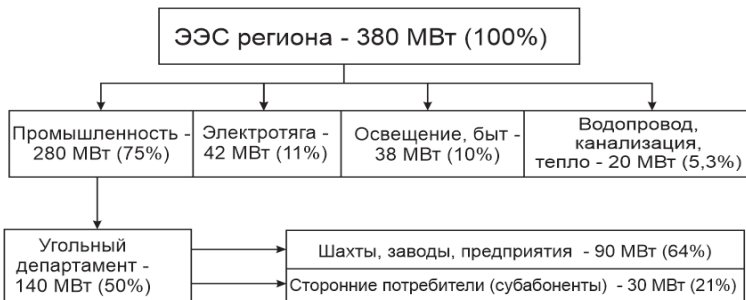 ЭЭС региона - 380 МВт (100%)
Промышленность -
280 МВт (75%)
Электротяга -
42 МВт (11%)
Освещение, быт -
38 МВт (10%)
Водопровод,
канализация,
тепло - 20 МВт (5,3%)
Угольный
департамент -
140 МВт (50%)
Шахты, заводы, предприятия - 90 МВт (64%)
Сторонние потребители (субабоненты) - 30 МВт (21%)